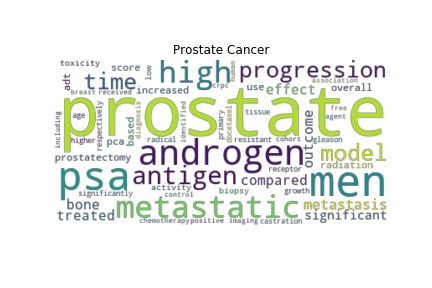 Prostate Cancer
toxicity
score
low
high
human
progression
adt
time
crpc
association
breast
received
increased
use
effect
overall
prostate
including
age
higher
respectively
pca
based
diagnosis
radical
identified
androgen
primary
docetaxel
tissue
resistant
cohort
free
agent
gleason
outcome
model
radiation
prostatectomy
psa
antigen
receptor
compared
men
significantly
activity
control
biopsy
growth
bone
treated
metastatic
metastasis
significant
chemotherapy
positive
imaging
castration
risk